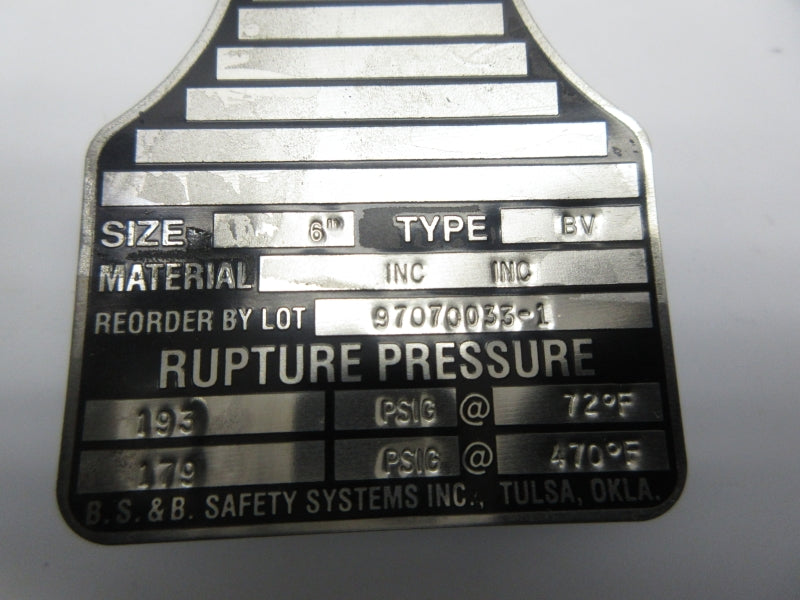 SIZE 6" TYPE BV
MATERIAL INC INC
REORDER BY LOT 97070033-1
RUPTURE PRESSURE
193 PSIG @ 72°F
179 PSIG @ 470°F
B.S.&B. SAFETY SYSTEMS INC., TULSA, OKLA.